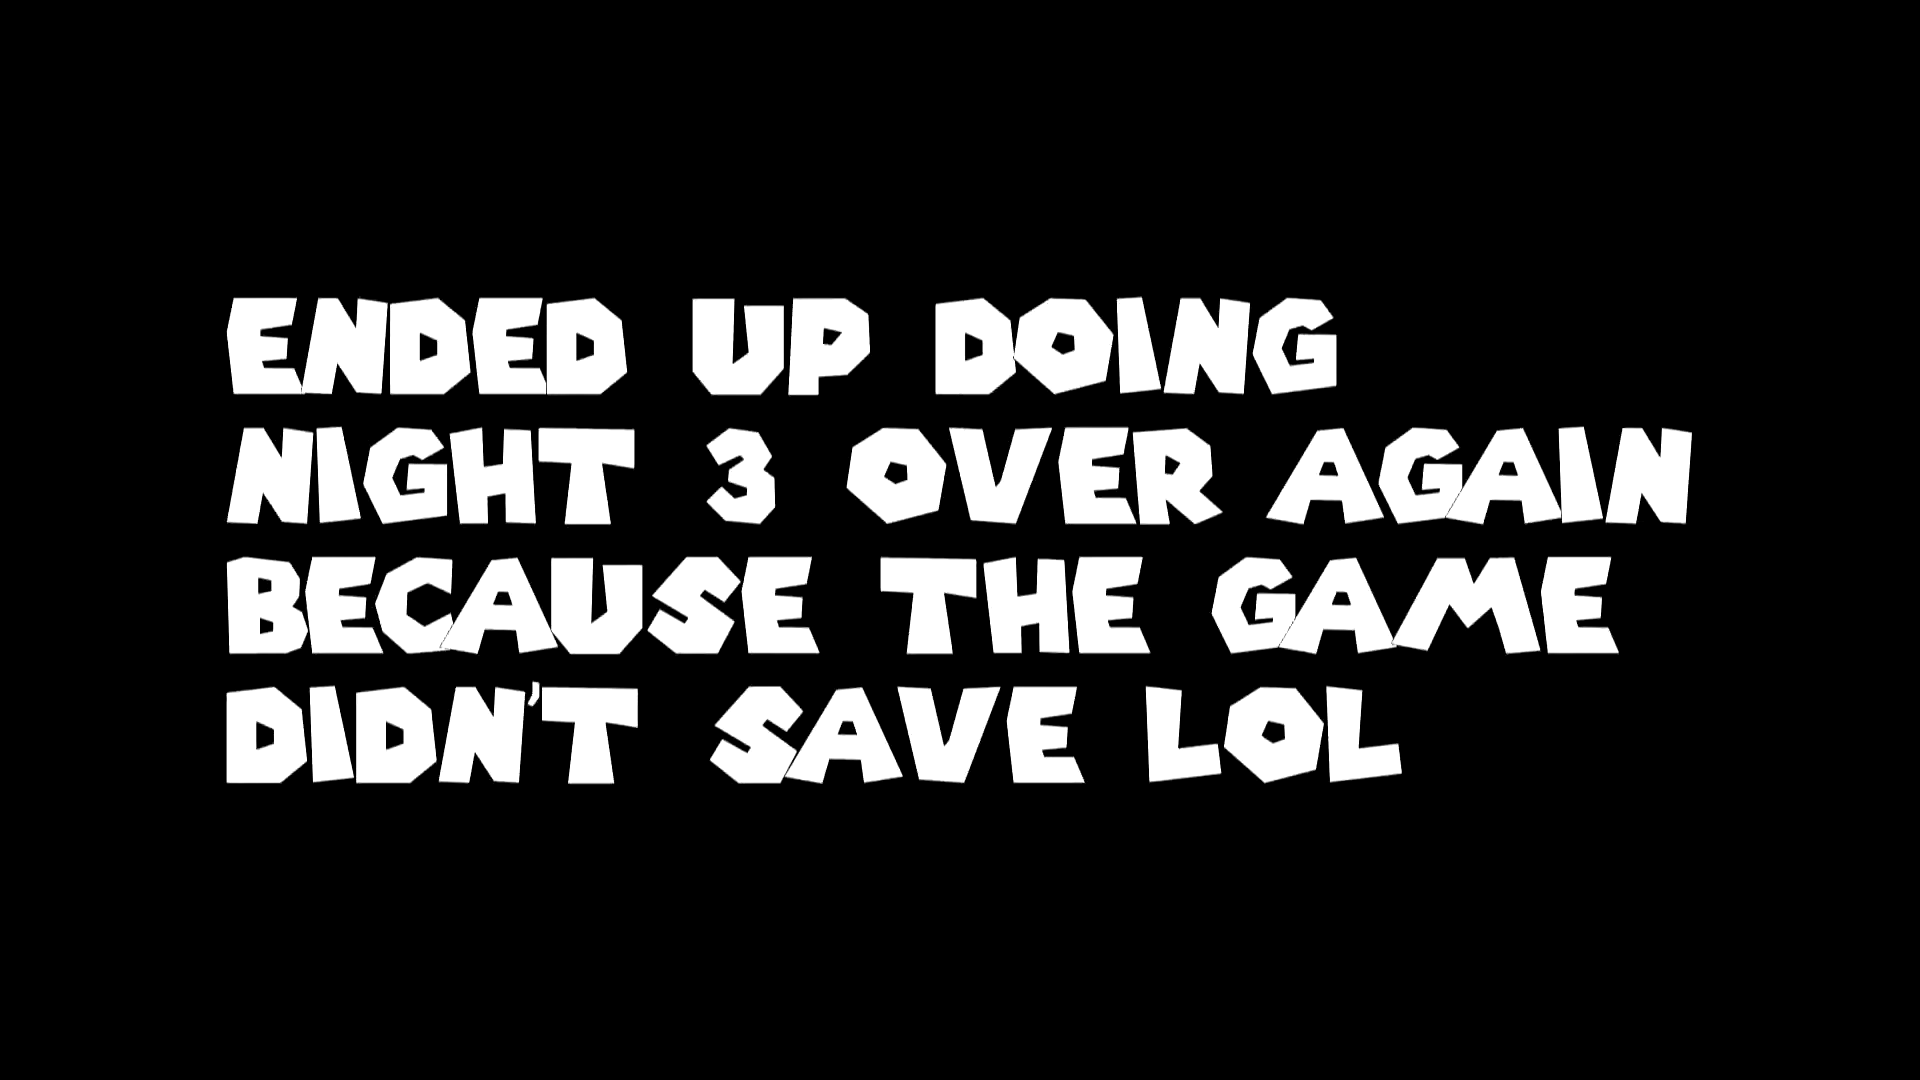 ENDED UP DOING
NIGHT 3 OVER AGAIN
BECAUSE THE GAME
DIDN'T SAVE LOL